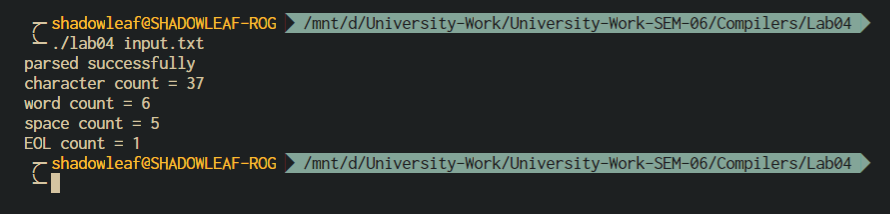 shadowleaf@SHADOWLEAF-ROG /mnt/d/University-Work/University-Work-SEM-06/Compilers/Lab04
./lab04 input.txt
parsed successfully
character count = 37
word count = 6
space count = 5
EOL count = 1
shadowleaf@SHADOWLEAF-ROG /mnt/d/University-Work/University-Work-SEM-06/Compilers/Lab04